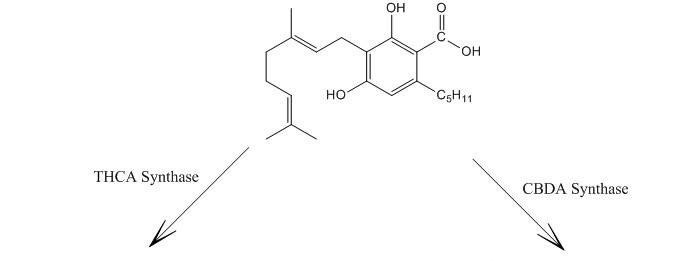 OH
O
C
OH
HO
C₅H₁₁
THCA Synthase
CBDA Synthase